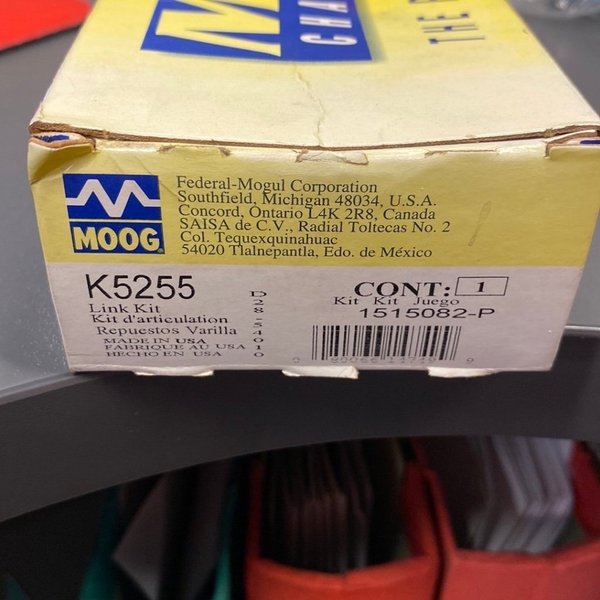 CHA
THE
MOOG
Federal-Mogul Corporation
Southfield, Michigan 48034, U.S.A.
Concord, Ontario L4K 2R8, Canada
SAISA de C.V., Radial Toltecas No. 2
Col. Tequexquinahuac
54020 Tlalnepantla, Edo. de México
K5255
Link Kit
Kit d'articulation
Repuestos Varilla
MADE IN USA
FABRIQUE AU USA
HECHO EN USA
D28-54010
CONT: 1
Kit Kit Juego
1515082-P